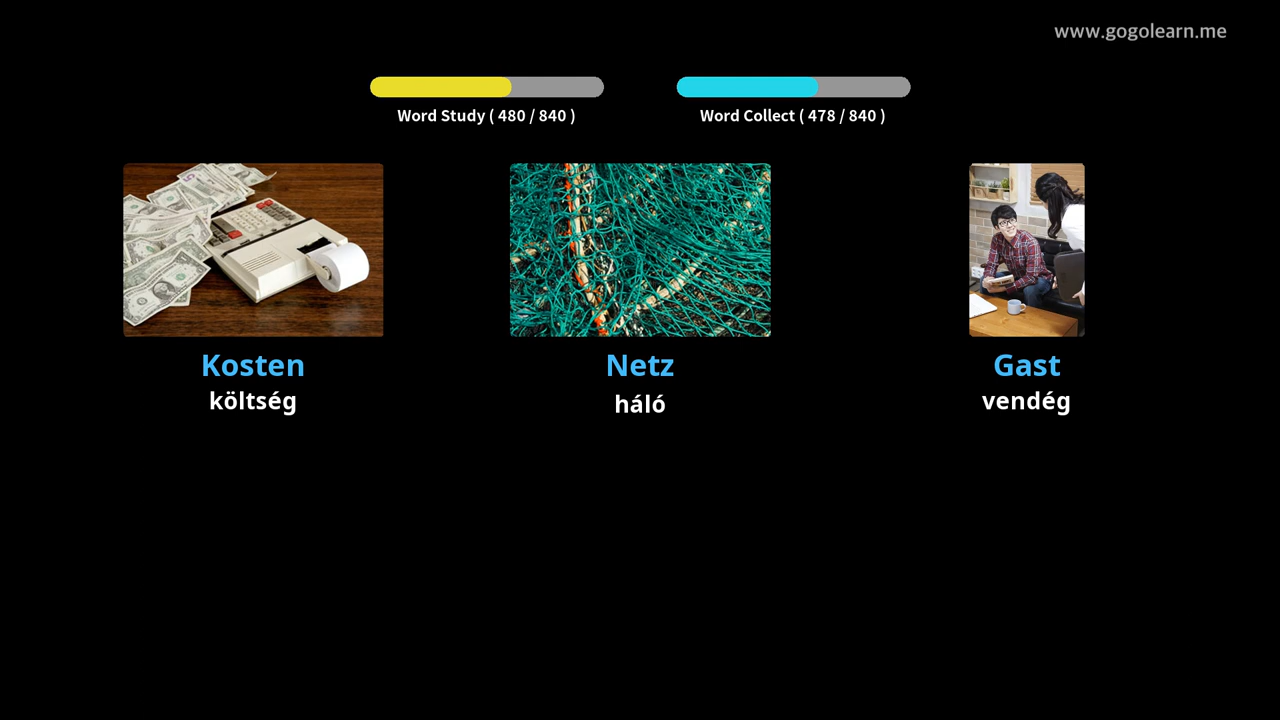 www.gogolearn.me
Word Study ( 480 / 840 )
Word Collect ( 478 / 840 )
Kosten
költség
Netz
háló
Gast
vendég